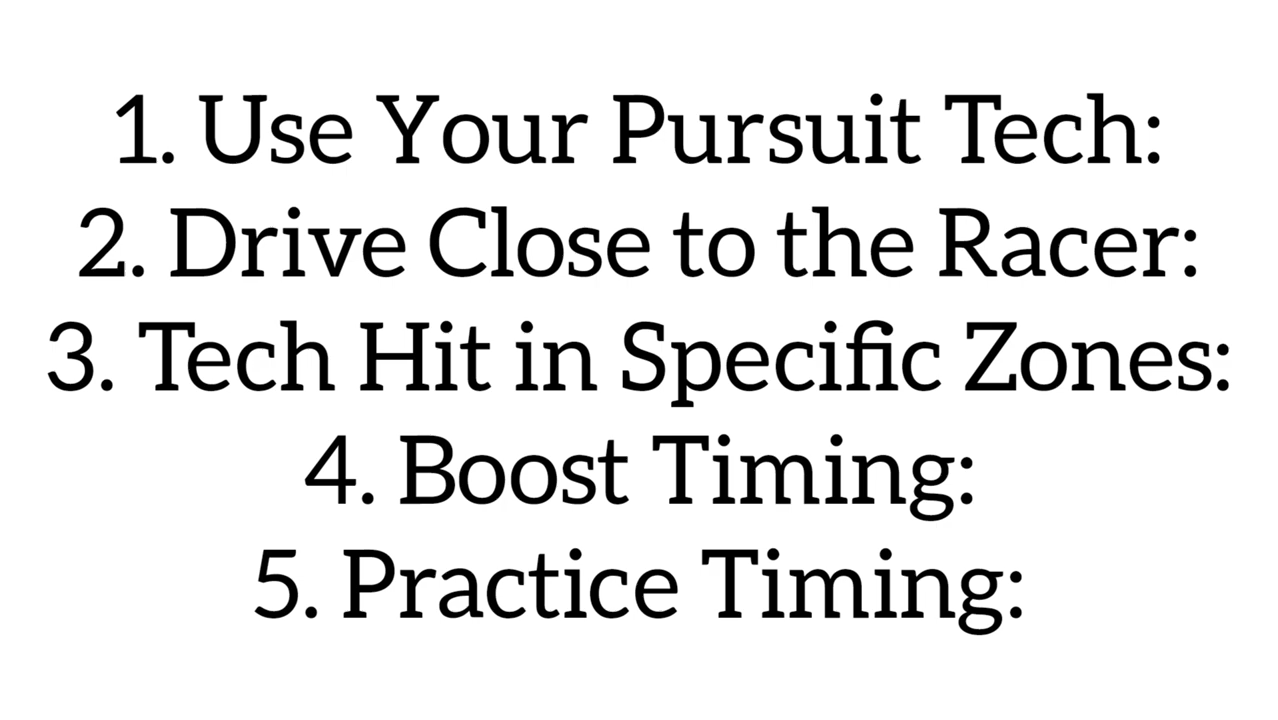 1. Use Your Pursuit Tech:
2. Drive Close to the Racer:
3. Tech Hit in Specific Zones:
4. Boost Timing:
5. Practice Timing: